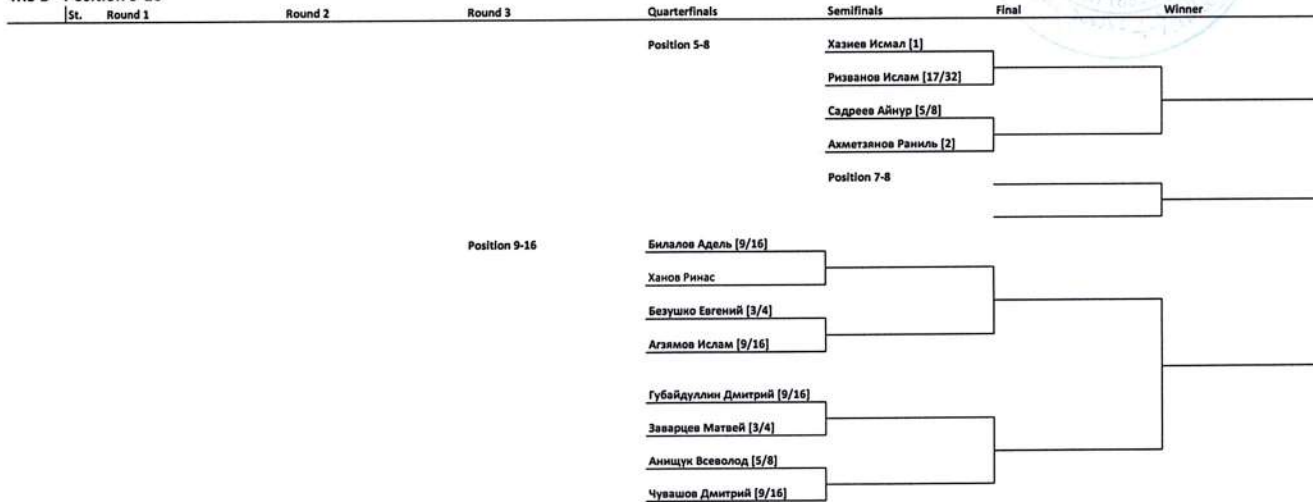 St. Round 1 Round 2 Round 3 Quarterfinals Semifinals Final Winner
Position 5-8 Хазиев Исмал [1]
Ризванов Ислам [17/32]
Садреев Айнур [5/8]
Ахметзянов Раниль [2]
Position 7-8
Position 9-16 Билалов Адель [9/16]
Ханов Ринас
Безушко Евгений [3/4]
Агзямов Ислам [9/16]
Губайдуллин Дмитрий [9/16]
Заварцев Матвей [3/4]
Анищук Всеволод [5/8]
Чувашов Дмитрий [9/16]